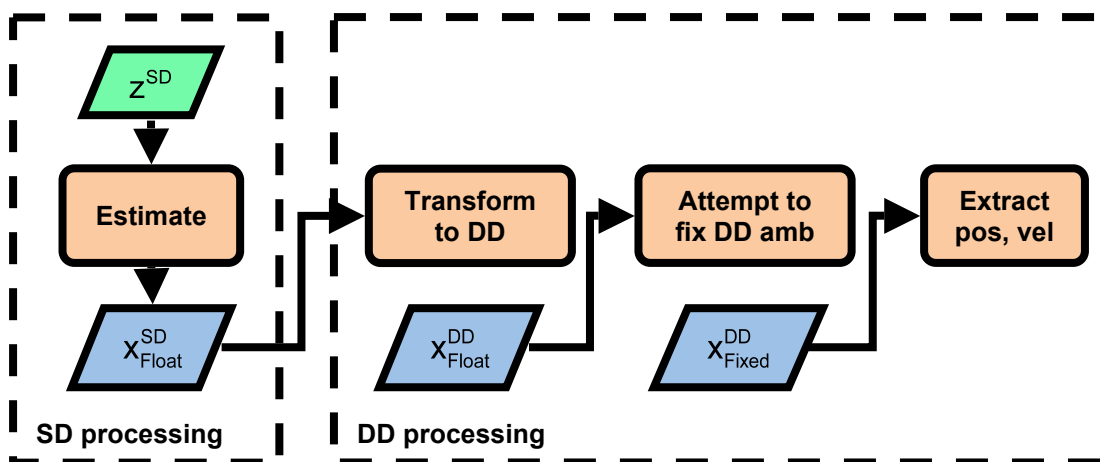 z^SD
Estimate
x^SD_Float
SD processing
Transform
to DD
Attempt to
fix DD amb
Extract
pos, vel
x^DD_Float
x^DD_Fixed
DD processing